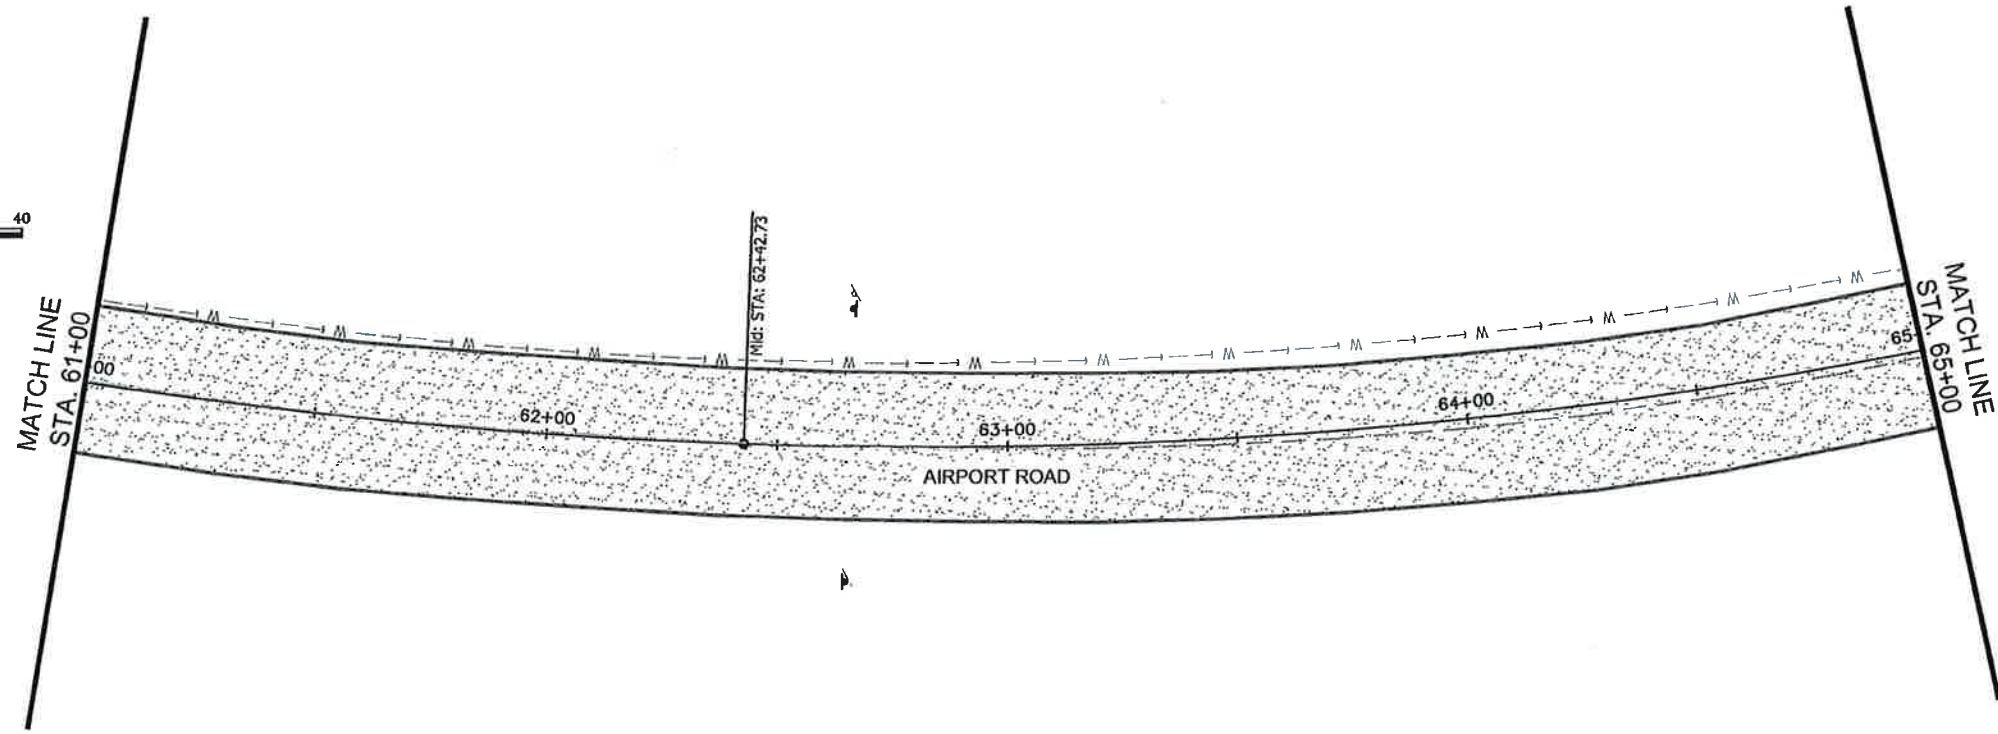 40
MATCH LINE
STA. 61+00
00
62+00
Mid: STA: 62+42.73
63+00
AIRPORT ROAD
64+00
65
MATCH LINE
STA. 65+00
W W W W W W W W W W W W W W